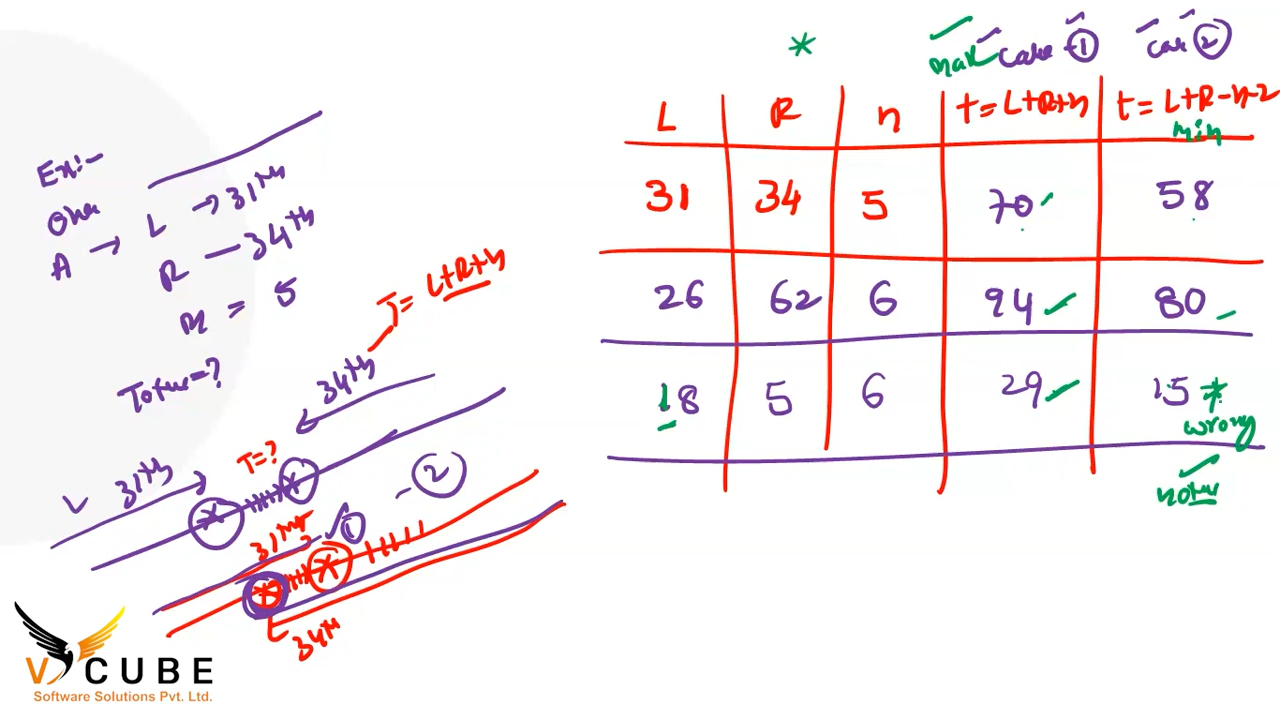 Ex:-
A → L → 31th
R — 34th
n = 5
Total=?
T= L+R+n
34th
31th
T=?
31th
①
②
34th
V CUBE
Software Solutions Pvt. Ltd.
*
max case -① case ②
L R n t=L+R+n t=L+R-n-2
min
31 34 5 70 58
26 62 6 94 80
18 5 6 29 15 *
wrong